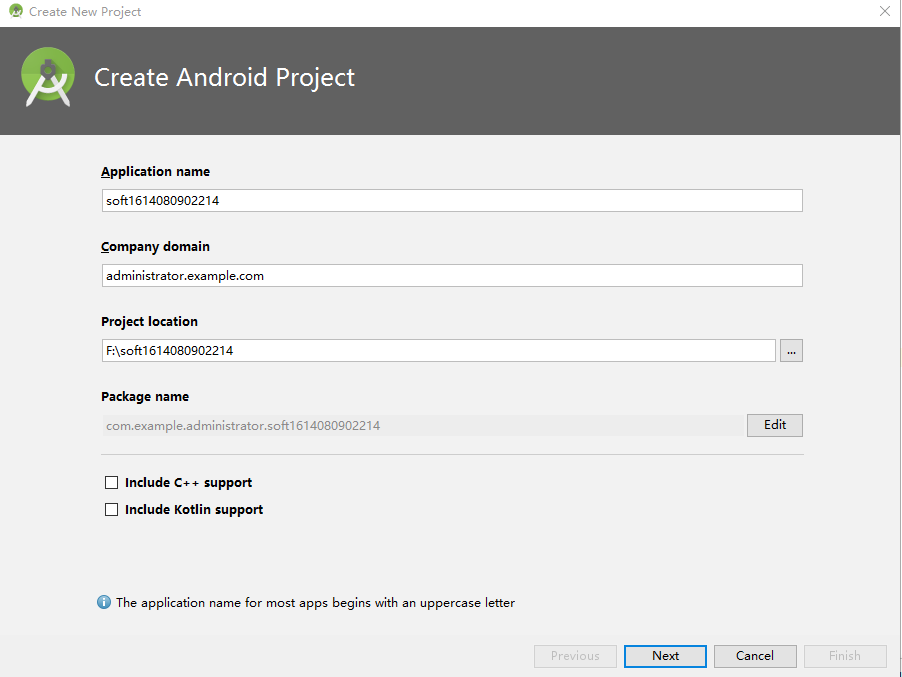 Create New Project
Create Android Project
Application name
soft1614080902214
Company domain
administrator.example.com
Project location
F:\soft1614080902214
...
Package name
com.example.administrator.soft1614080902214
Edit
Include C++ support
Include Kotlin support
The application name for most apps begins with an uppercase letter
Previous Next Cancel Finish